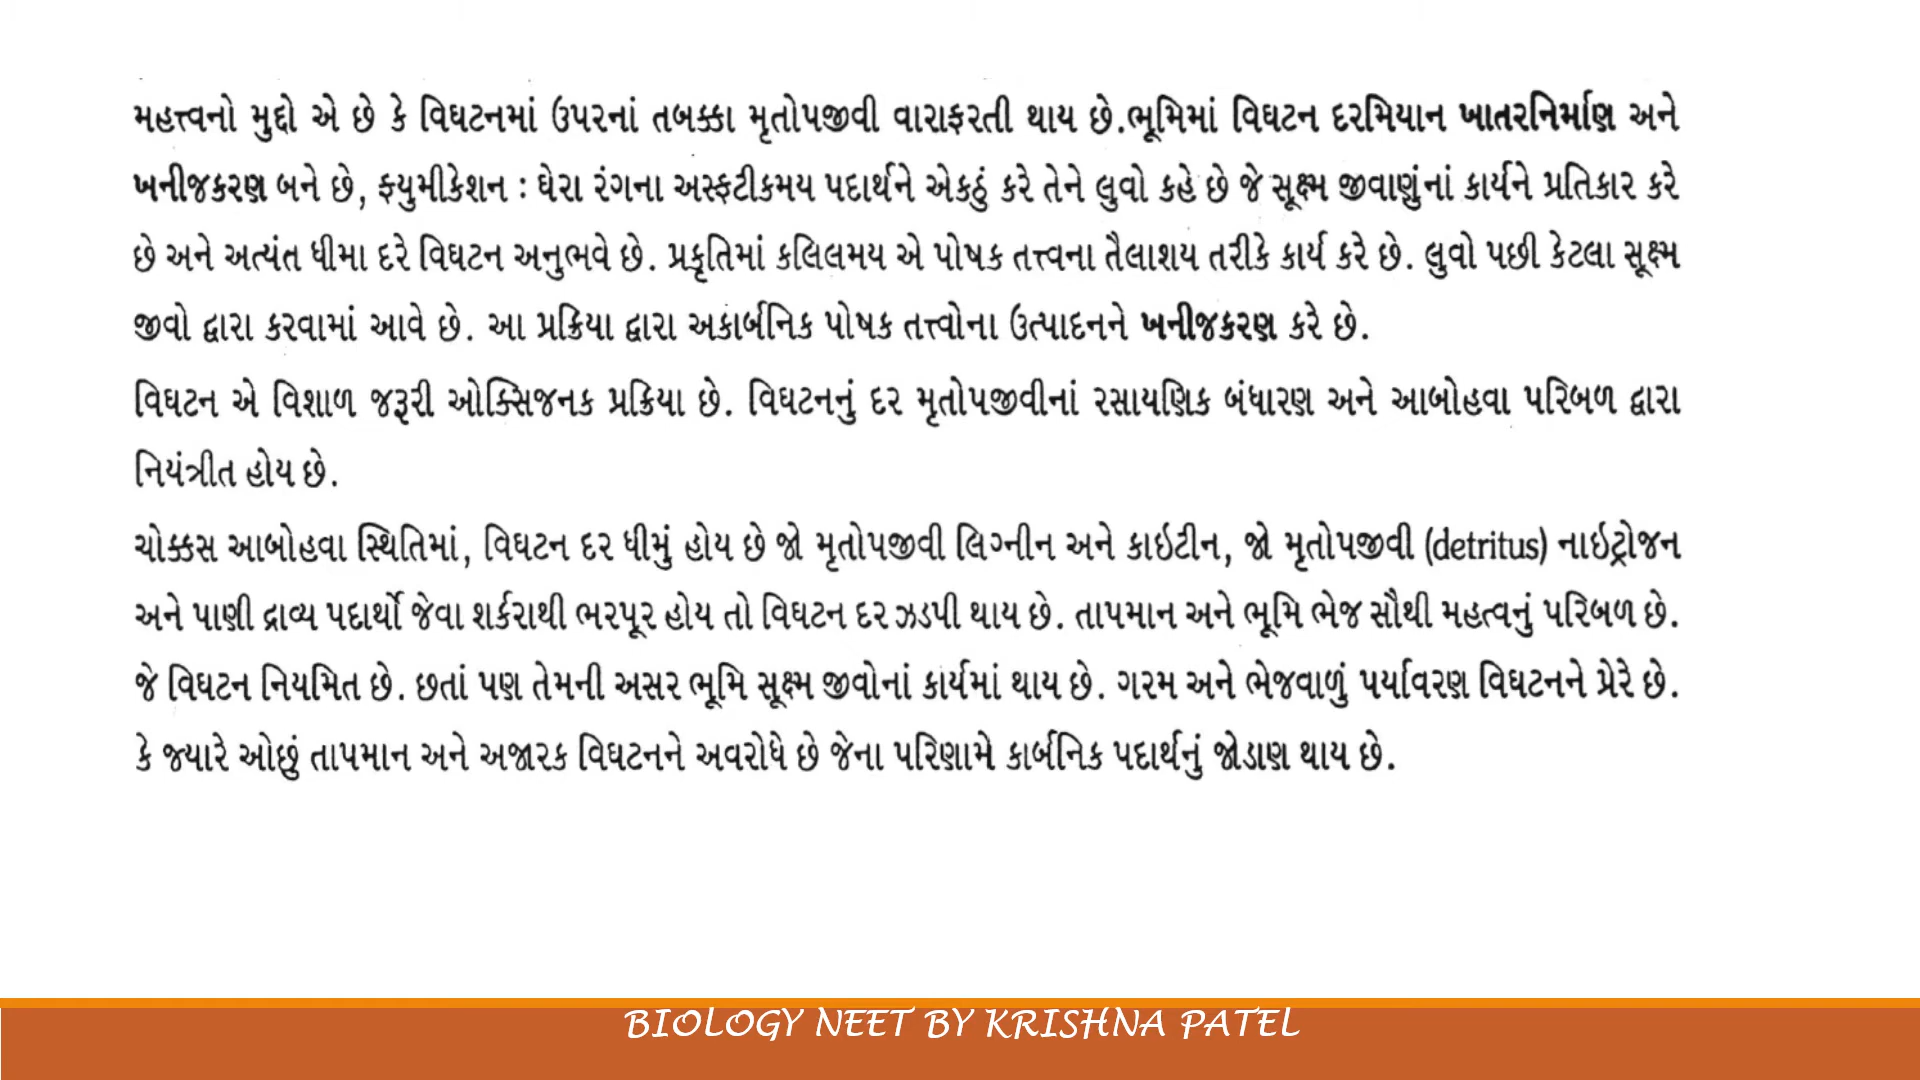 મહત્ત્વનો મુદ્દો એ છે કે વિઘટનમાં ઉપરનાં તબક્કા મૃતોપજીવી વારાફરતી થાય છે.ભૂમિમાં વિઘટન દરમિયાન ખાતરનિર્માણ અને
ખનીજકરણ બને છે, ફ્યુમીકેશન : ઘેરા રંગના અસ્ફટીકમય પદાર્થને એકઠું કરે તેને લુવો કહે છે જે સૂક્ષ્મ જીવાણુંનાં કાર્યને પ્રતિકાર કરે
છે અને અત્યંત ધીમા દરે વિઘટન અનુભવે છે. પ્રકૃતિમાં કલિલમય એ પોષક તત્ત્વના તૈલાશય તરીકે કાર્ય કરે છે. લુવો પછી કેટલા સૂક્ષ્મ
જીવો દ્વારા કરવામાં આવે છે. આ પ્રક્રિયા દ્વારા અકાર્બનિક પોષક તત્ત્વોના ઉત્પાદનને ખનીજકરણ કરે છે.
વિઘટન એ વિશાળ જરૂરી ઓક્સિજનક પ્રક્રિયા છે. વિઘટનનું દર મૃતોપજીવીનાં રસાયણિક બંધારણ અને આબોહવા પરિબળ દ્વારા
નિયંત્રીત હોય છે.
ચોક્કસ આબોહવા સ્થિતિમાં, વિઘટન દર ધીમું હોય છે જો મૃતોપજીવી લિગ્નીન અને કાઇટીન, જો મૃતોપજીવી (detritus) નાઇટ્રોજન
અને પાણી દ્રાવ્ય પદાર્થો જેવા શર્કરાથી ભરપૂર હોય તો વિઘટન દર ઝડપી થાય છે. તાપમાન અને ભૂમિ ભેજ સૌથી મહત્વનું પરિબળ છે.
જે વિઘટન નિયમિત છે. છતાં પણ તેમની અસર ભૂમિ સૂક્ષ્મ જીવોનાં કાર્યમાં થાય છે. ગરમ અને ભેજવાળું પર્યાવરણ વિઘટનને પ્રેરે છે.
કે જ્યારે ઓછું તાપમાન અને અજારક વિઘટનને અવરોધે છે જેના પરિણામે કાર્બનિક પદાર્થનું જોડાણ થાય છે.
BIOLOGY NEET BY KRISHNA PATEL